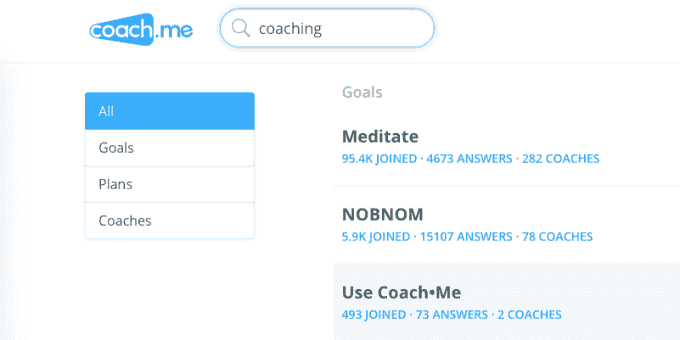 coach.me
coaching
All
Goals
Plans
Coaches
Goals
Meditate
95.4K JOINED · 4673 ANSWERS · 282 COACHES
NOBNOM
5.9K JOINED · 15107 ANSWERS · 78 COACHES
Use Coach•Me
493 JOINED · 73 ANSWERS · 2 COACHES